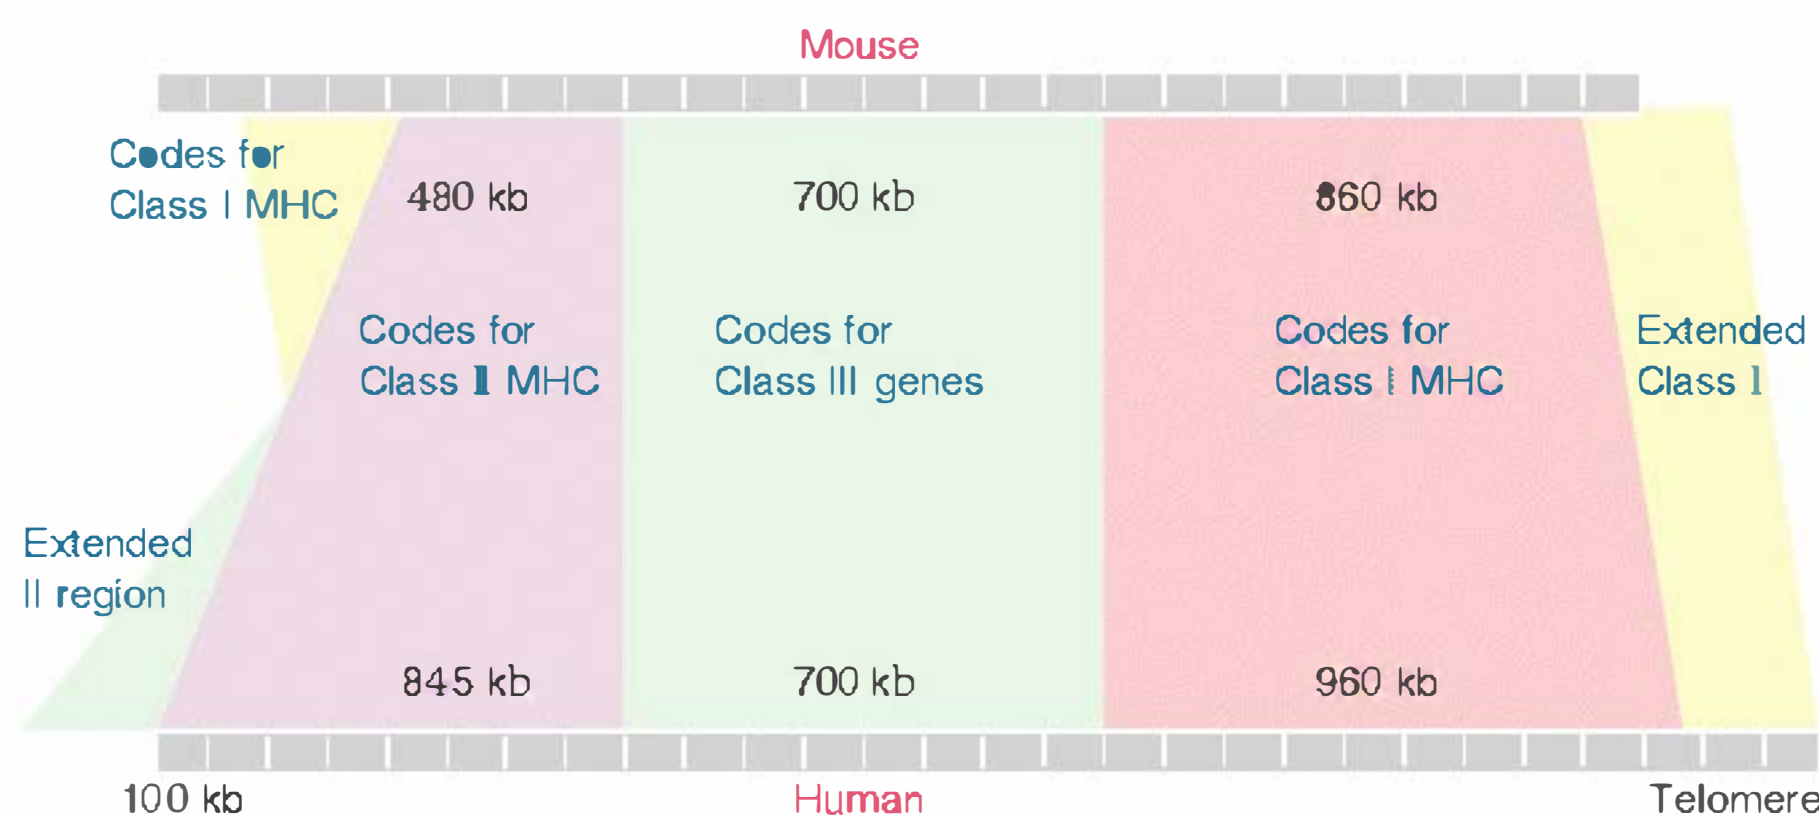 Mouse
Codes for
Class I MHC
480 kb
700 kb
860 kb
Codes for
Class II MHC
Codes for
Class III genes
Codes for
Class I MHC
Extended
Class I
Extended
II region
845 kb
700 kb
960 kb
100 kb
Human
Telomere